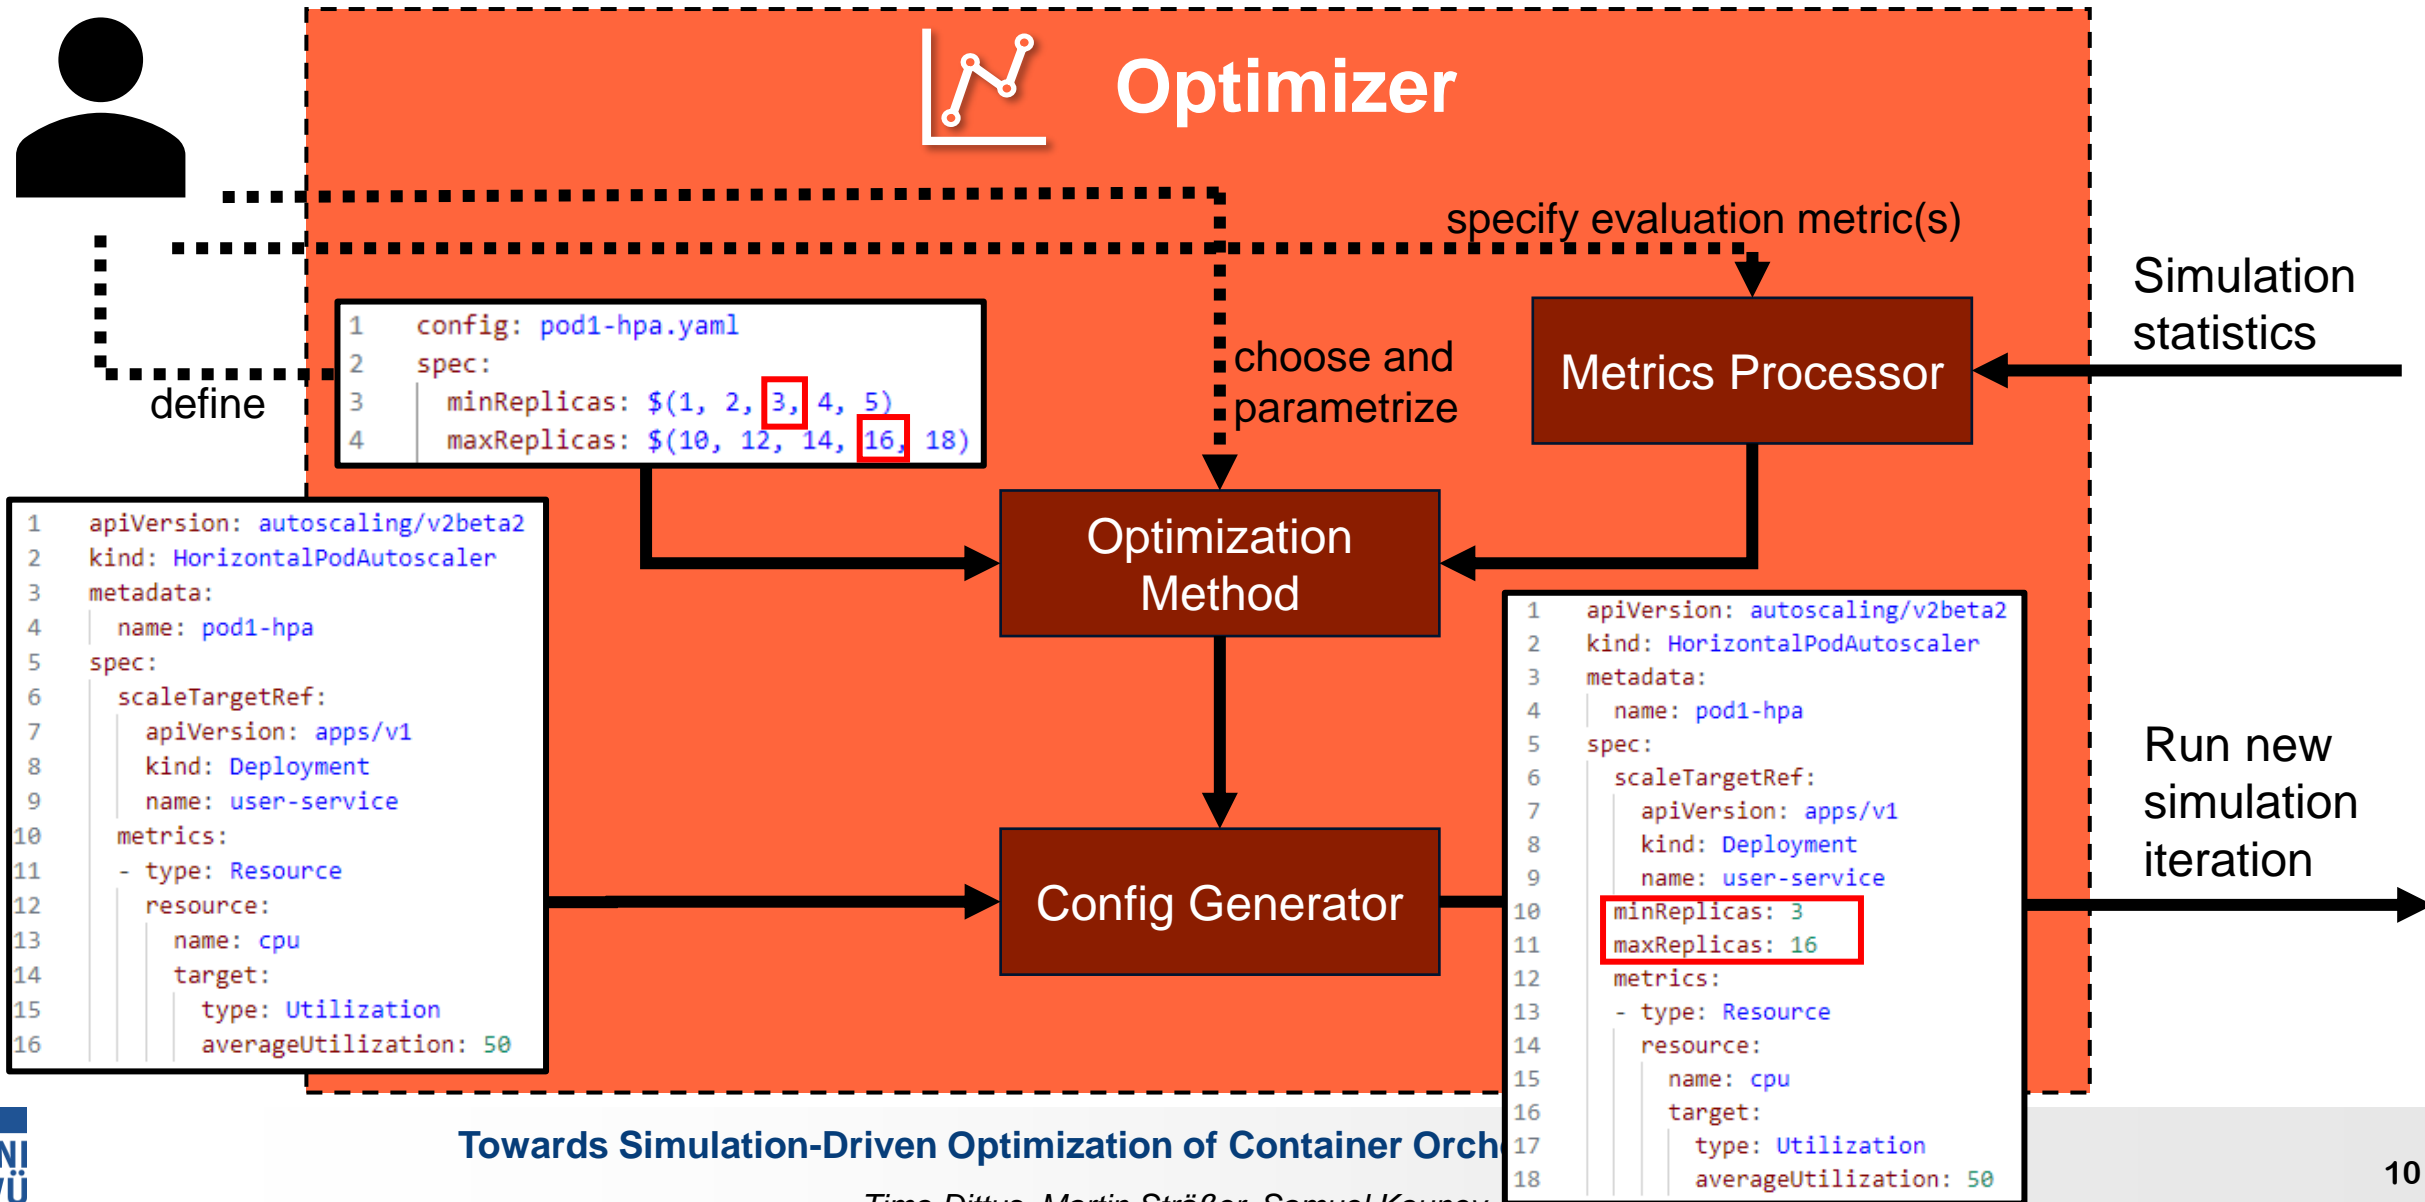 Optimizer
specify evaluation metric(s)
Simulation
statistics
1 config: pod1-hpa.yaml
2 spec:
3 minReplicas: $(1, 2, 3, 4, 5)
4 maxReplicas: $(10, 12, 14, 16, 18)
define
choose and
parametrize
Metrics Processor
Optimization
Method
1 apiVersion: autoscaling/v2beta2
2 kind: HorizontalPodAutoscaler
3 metadata:
4 name: pod1-hpa
5 spec:
6 scaleTargetRef:
7 apiVersion: apps/v1
8 kind: Deployment
9 name: user-service
10 metrics:
11 - type: Resource
12 resource:
13 name: cpu
14 target:
15 type: Utilization
16 averageUtilization: 50
Config Generator
1 apiVersion: autoscaling/v2beta2
2 kind: HorizontalPodAutoscaler
3 metadata:
4 name: pod1-hpa
5 spec:
6 scaleTargetRef:
7 apiVersion: apps/v1
8 kind: Deployment
9 name: user-service
10 minReplicas: 3
11 maxReplicas: 16
12 metrics:
13 - type: Resource
14 resource:
15 name: cpu
16 target:
17 type: Utilization
18 averageUtilization: 50
Run new
simulation
iteration
Towards Simulation-Driven Optimization of Container Orch
Martin Sträßer, Samuel Kounev
10
NI
WÜ